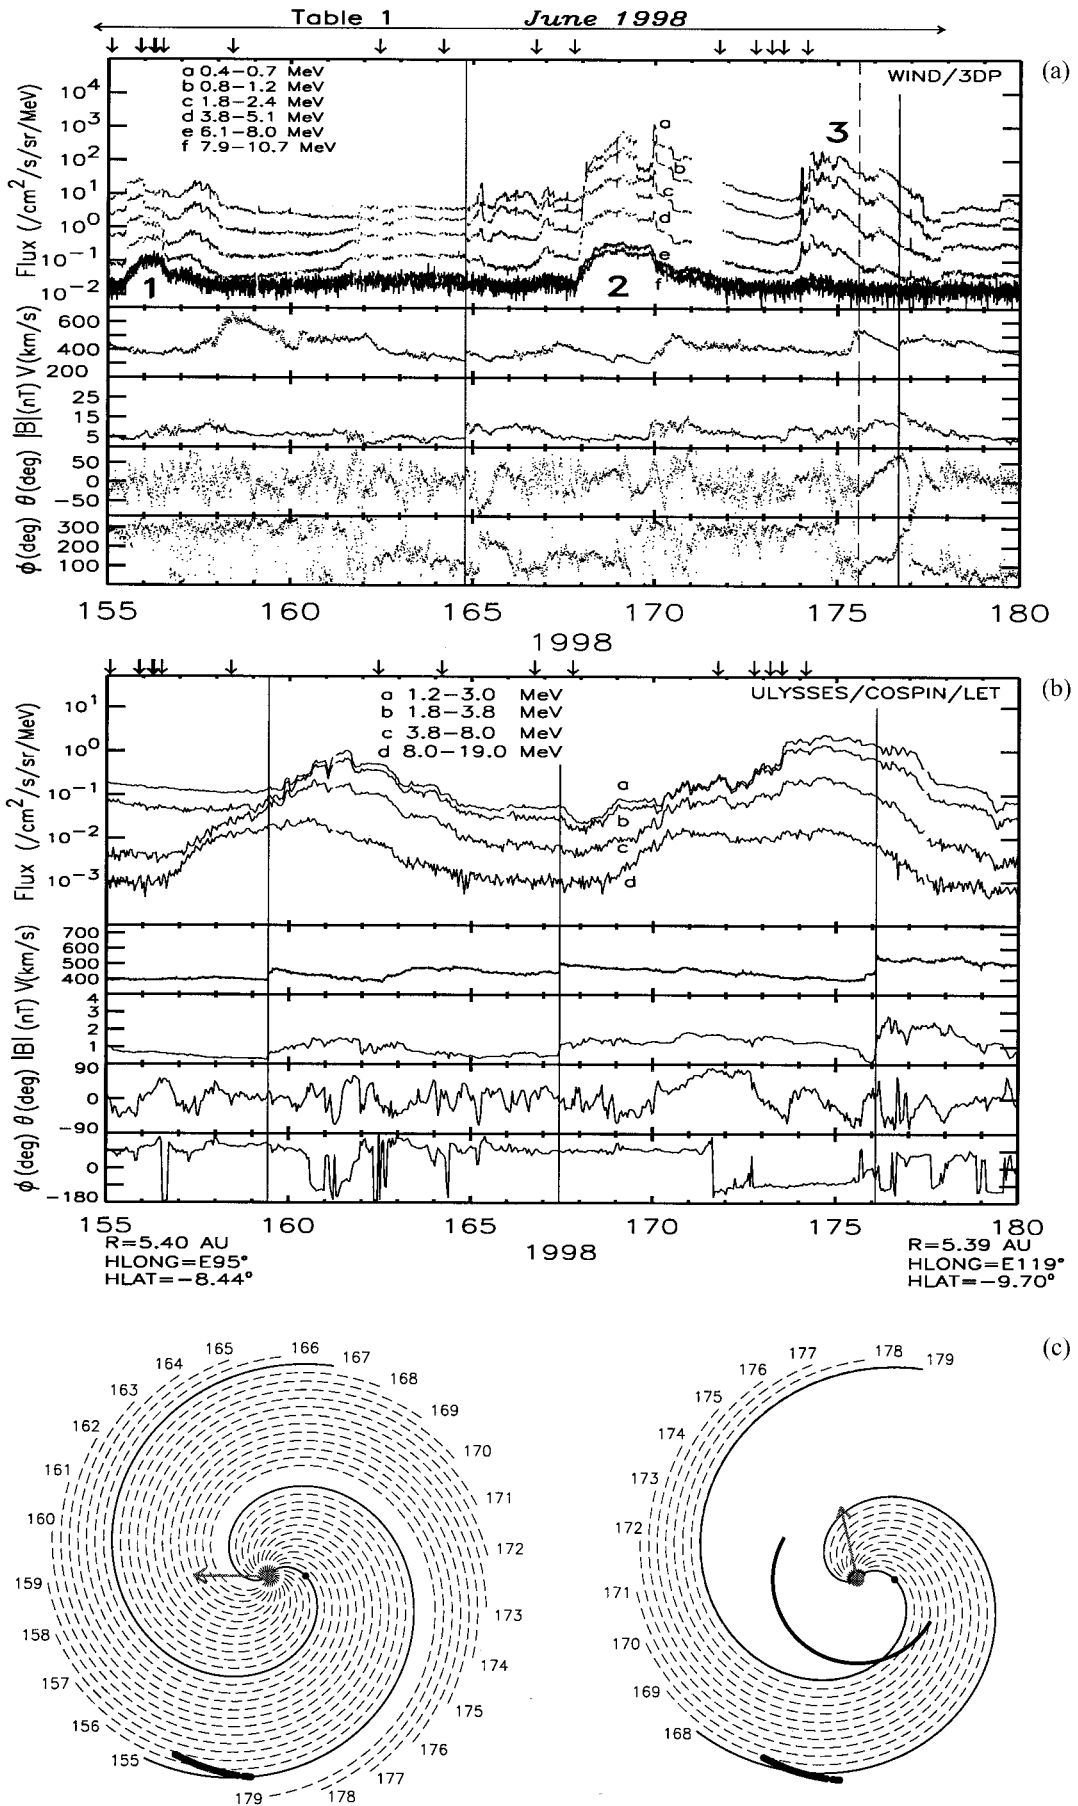 Table 1 June 1998
(a)
WIND/3DP
a 0.4–0.7 MeV
b 0.8–1.2 MeV
c 1.8–2.4 MeV
d 3.8–5.1 MeV
e 6.1–8.0 MeV
f 7.9–10.7 MeV
1 2 3
a
b
c
d
e
f
Flux (/cm²/s/sr/MeV)
10⁴
10³
10²
10¹
10⁰
10⁻¹
10⁻²
V(km/s)
600
400
200
|B|(nT)
25
15
5
θ(deg)
50
0
−50
ϕ(deg)
300
200
100
155 160 165 170 175 180
1998
(b)
ULYSSES/COSPIN/LET
a 1.2–3.0 MeV
b 1.8–3.8 MeV
c 3.8–8.0 MeV
d 8.0–19.0 MeV
a
b
c
d
Flux (/cm²/s/sr/MeV)
10¹
10⁰
10⁻¹
10⁻²
10⁻³
V(km/s)
700
600
500
400
|B|(nT)
4
3
2
1
θ(deg)
90
0
−90
ϕ(deg)
0
−180
155 160 165 170 175 180
1998
R=5.40 AU
HLONG=E95°
HLAT=−8.44°
R=5.39 AU
HLONG=E119°
HLAT=−9.70°
(c)
155
156
157
158
159
160
161
162
163
164
165
166
167
168
169
170
171
172
173
174
175
176
177
178
179
168
169
170
171
172
173
174
175
176
177
178
179